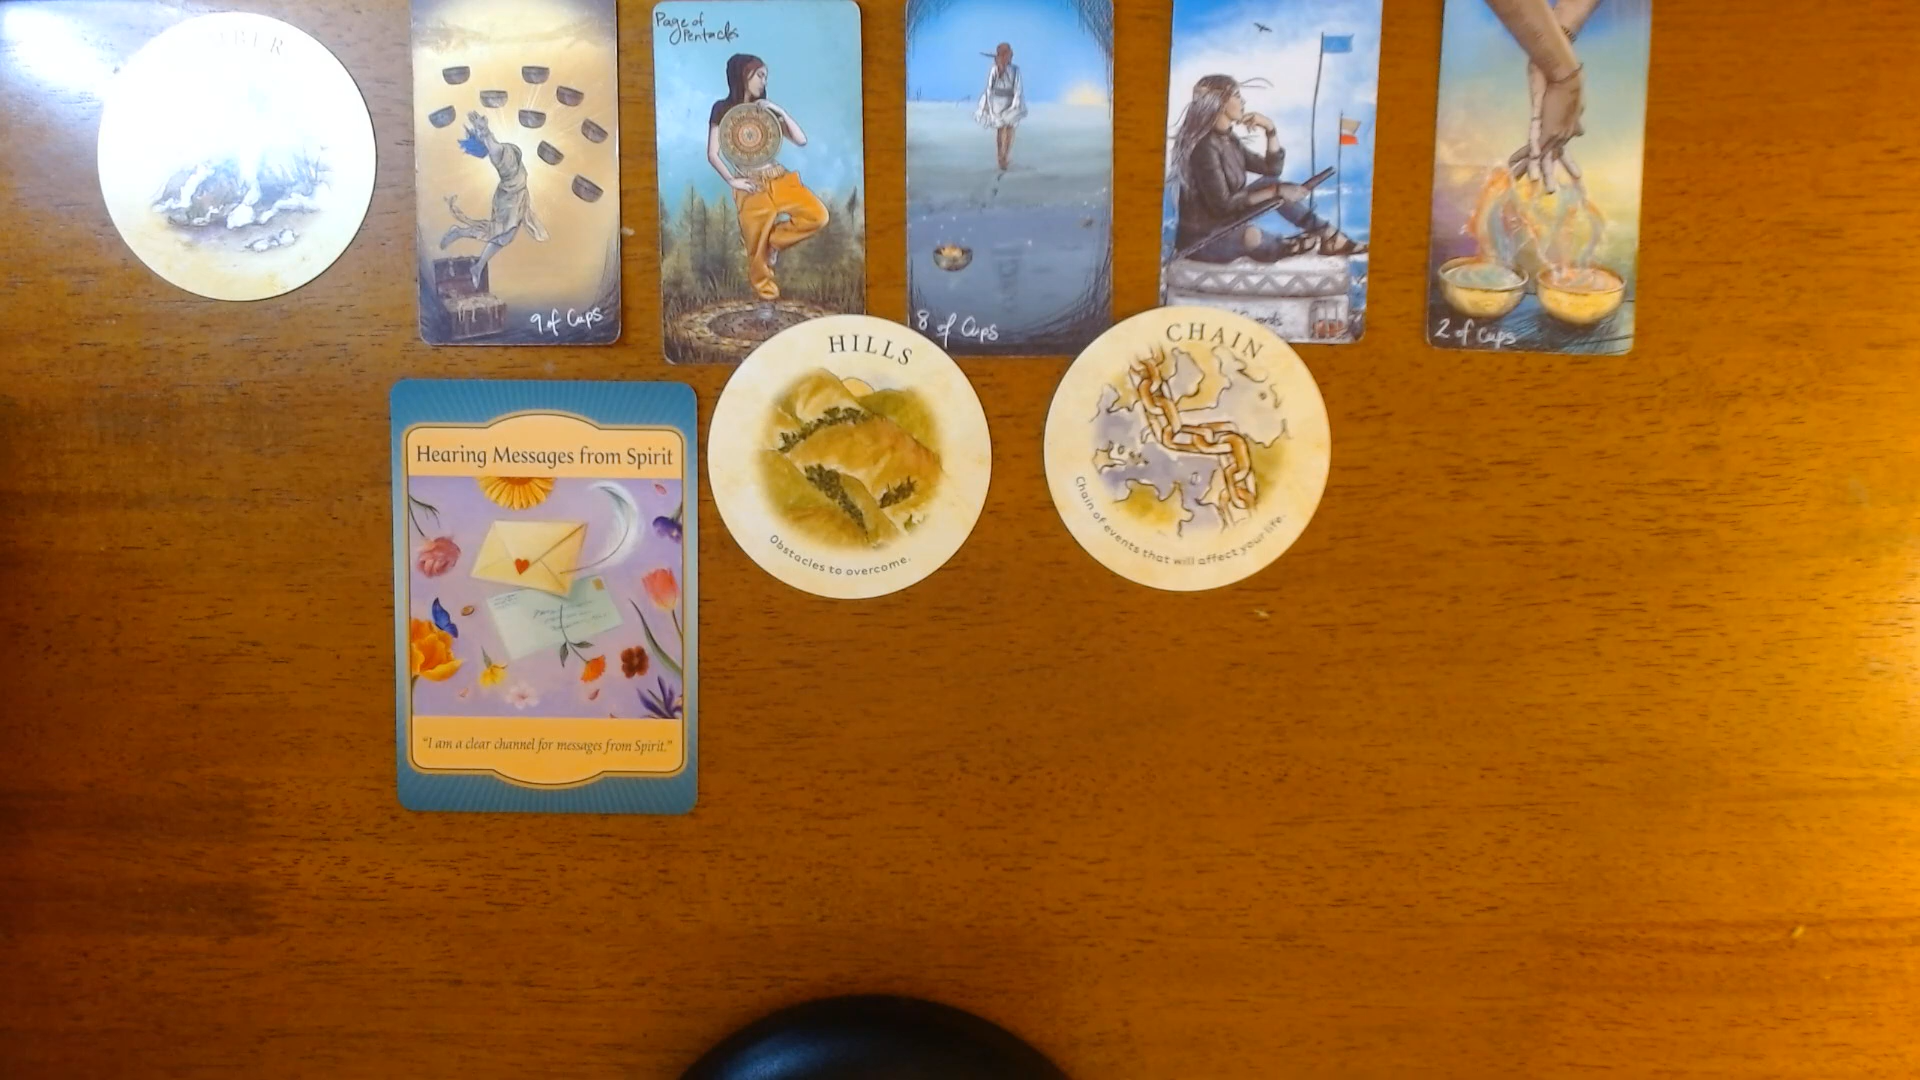 Page of
Pentacles
9 of Cups
8 of Cups
2 of Cups
HILLS
Obstacles to overcome.
CHAIN
Chain of events that will affect your life.
Hearing Messages from Spirit
"I am a clear channel for messages from Spirit."